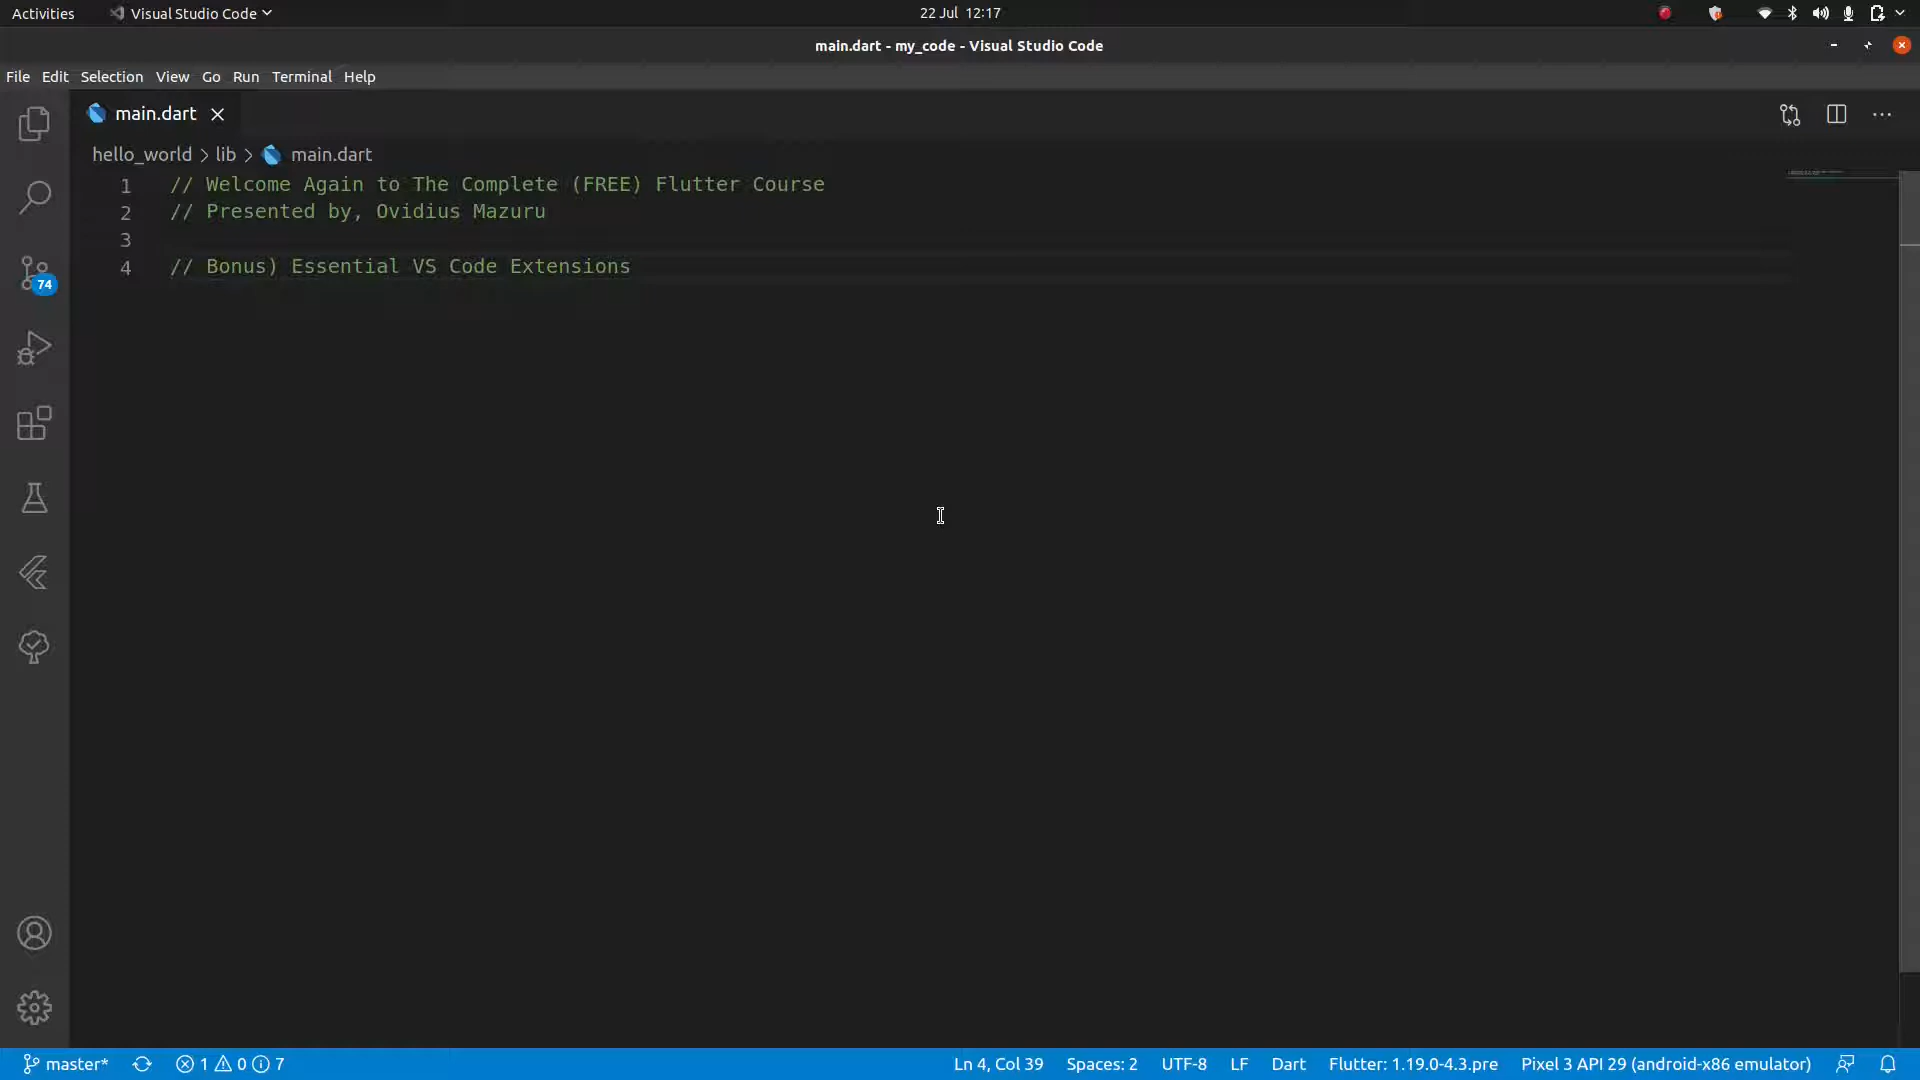 Activities Visual Studio Code 22 Jul 12:17
main.dart - my_code - Visual Studio Code
File Edit Selection View Go Run Terminal Help
main.dart
hello_world > lib > main.dart
1 // Welcome Again to The Complete (FREE) Flutter Course
2 // Presented by, Ovidius Mazuru
3
4 // Bonus) Essential VS Code Extensions
74
master* 1 0 7 Ln 4, Col 39 Spaces: 2 UTF-8 LF Dart Flutter: 1.19.0-4.3.pre Pixel 3 API 29 (android-x86 emulator)